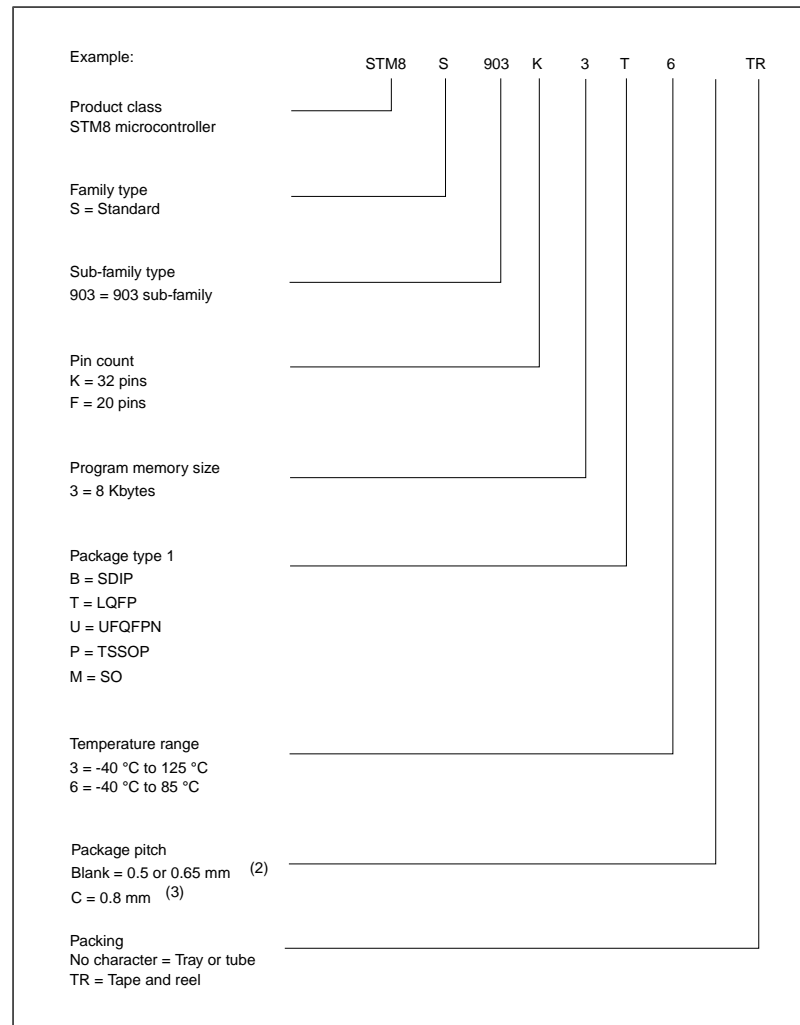 Example:
STM8 S 903 K 3 T 6 TR
Product class
STM8 microcontroller
Family type
S = Standard
Sub-family type
903 = 903 sub-family
Pin count
K = 32 pins
F = 20 pins
Program memory size
3 = 8 Kbytes
Package type 1
B = SDIP
T = LQFP
U = UFQFPN
P = TSSOP
M = SO
Temperature range
3 = -40 °C to 125 °C
6 = -40 °C to 85 °C
Package pitch
Blank = 0.5 or 0.65 mm (2)
C = 0.8 mm (3)
Packing
No character = Tray or tube
TR = Tape and reel